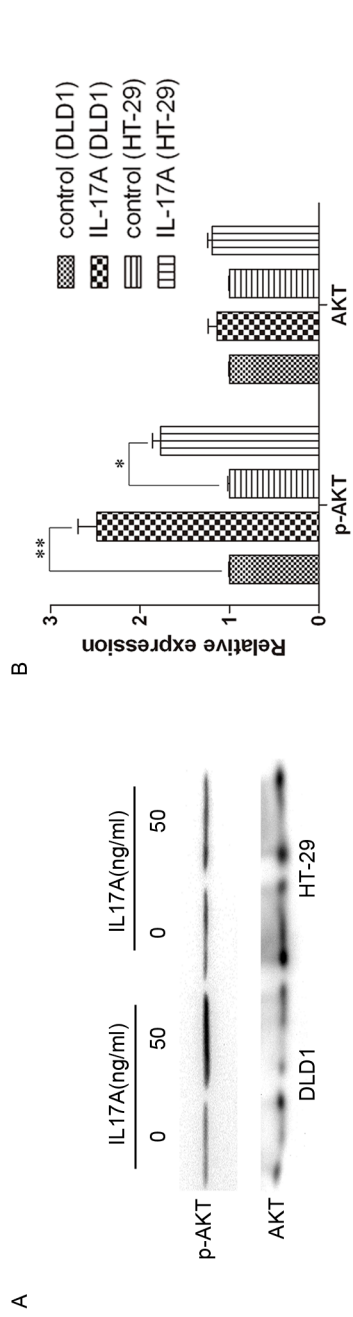 A
IL17A(ng/ml) IL17A(ng/ml)
0 50 0 50
p-AKT
AKT
DLD1 HT-29
B
Relative expression
3
2
1
0
** *
p-AKT AKT
control (DLD1)
IL-17A (DLD1)
control (HT-29)
IL-17A (HT-29)